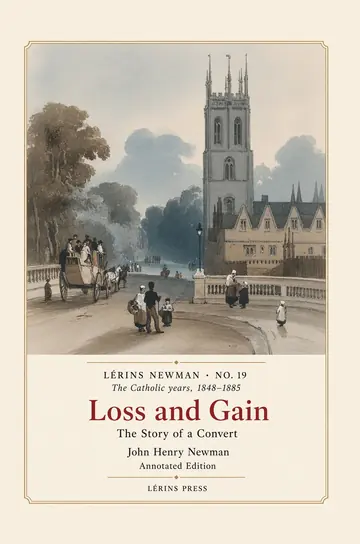 LÉRINS NEWMAN · NO. 19
The Catholic years, 1848–1885
Loss and Gain
The Story of a Convert
John Henry Newman
Annotated Edition
LÉRINS PRESS